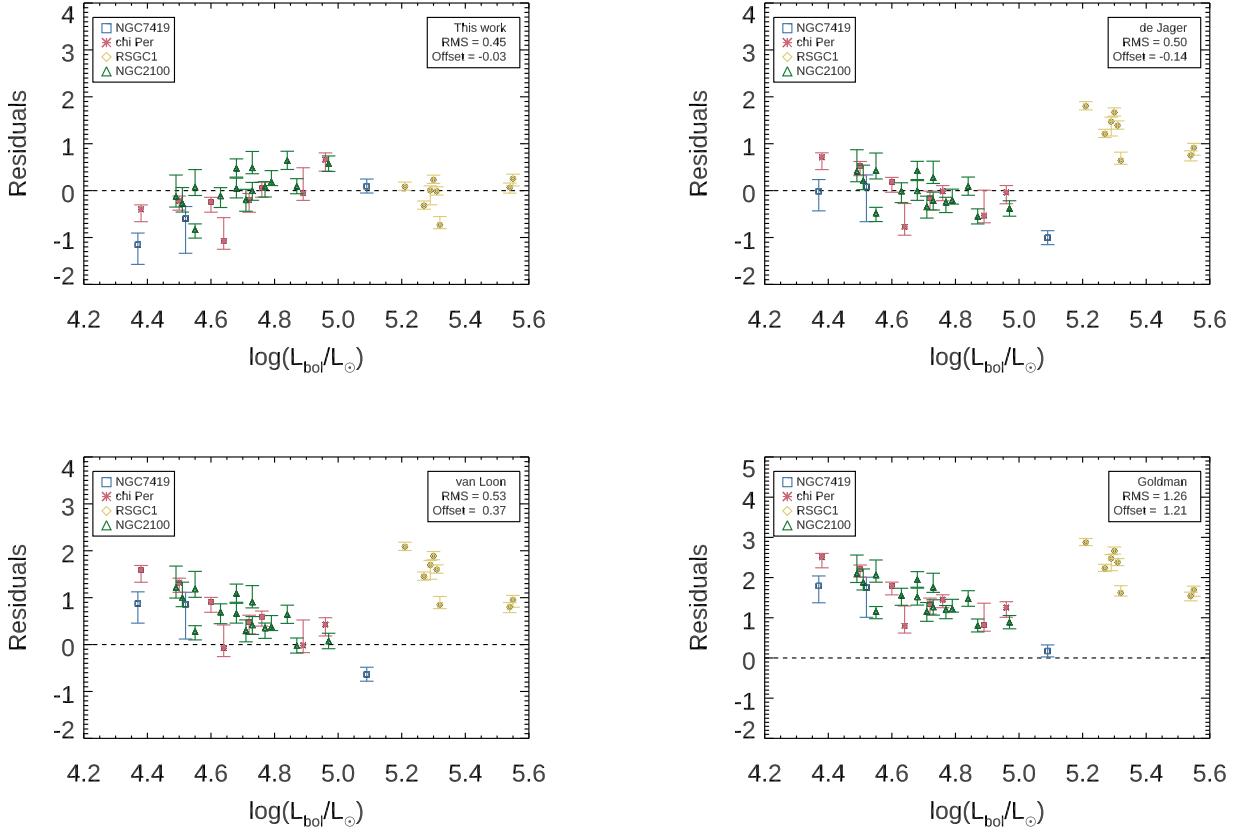 4
3
2
1
0
-1
-2
Residuals
NGC7419
chi Per
RSGC1
NGC2100
This work
RMS = 0.45
Offset = -0.03
4.2 4.4 4.6 4.8 5.0 5.2 5.4 5.6
log(L_bol/L_⊙)
4
3
2
1
0
-1
-2
Residuals
NGC7419
chi Per
RSGC1
NGC2100
de Jager
RMS = 0.50
Offset = -0.14
4.2 4.4 4.6 4.8 5.0 5.2 5.4 5.6
log(L_bol/L_⊙)
4
3
2
1
0
-1
-2
Residuals
NGC7419
chi Per
RSGC1
NGC2100
van Loon
RMS = 0.53
Offset = 0.37
4.2 4.4 4.6 4.8 5.0 5.2 5.4 5.6
log(L_bol/L_⊙)
5
4
3
2
1
0
-1
-2
Residuals
NGC7419
chi Per
RSGC1
NGC2100
Goldman
RMS = 1.26
Offset = 1.21
4.2 4.4 4.6 4.8 5.0 5.2 5.4 5.6
log(L_bol/L_⊙)